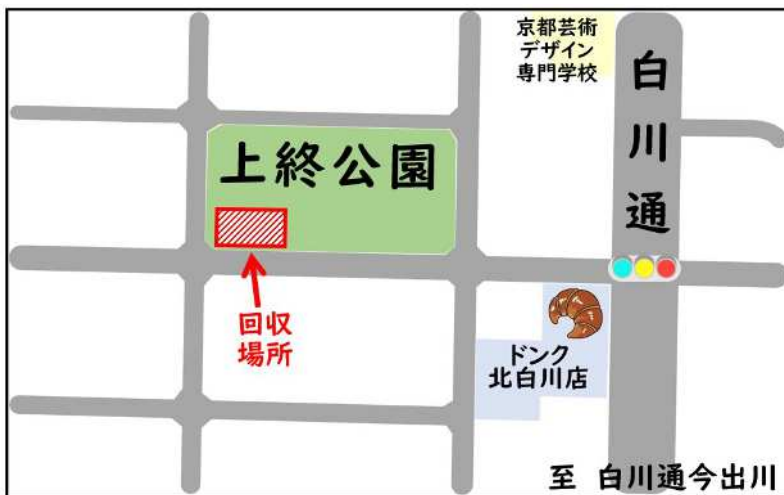 京都芸術
デザイン
専門学校
白川通
上終公園
回収
場所
ドンク
北白川店
至 白川通今出川